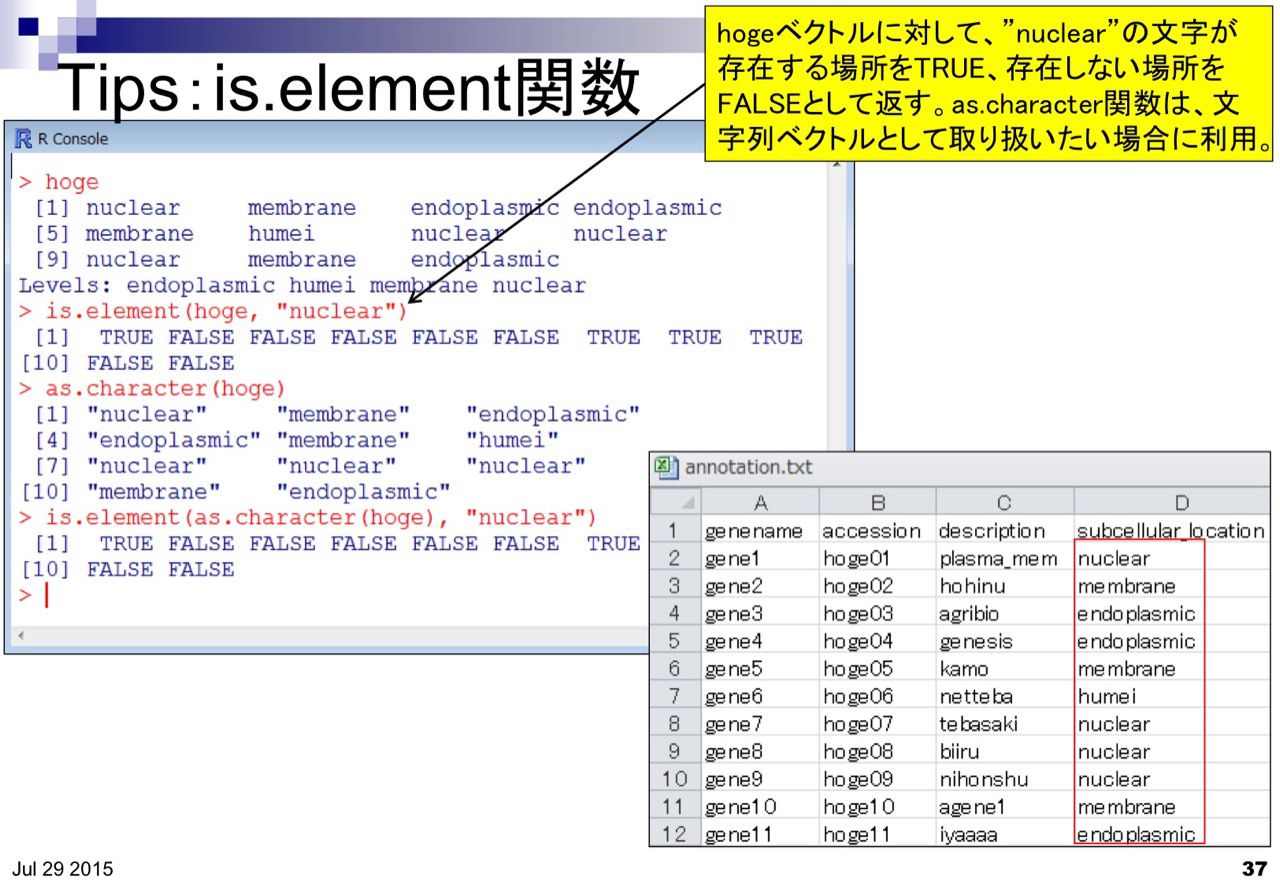 Tips：is.element関数
hogeベクトルに対して、”nuclear”の文字が
存在する場所をTRUE、存在しない場所を
FALSEとして返す。as.character関数は、文
字列ベクトルとして取り扱いたい場合に利用。
R Console
> hoge
[1] nuclear membrane endoplasmic endoplasmic
[5] membrane humei nuclear nuclear
[9] nuclear membrane endoplasmic
Levels: endoplasmic humei membrane nuclear
> is.element(hoge, "nuclear")
[1] TRUE FALSE FALSE FALSE FALSE FALSE TRUE TRUE TRUE
[10] FALSE FALSE
> as.character(hoge)
[1] "nuclear" "membrane" "endoplasmic"
[4] "endoplasmic" "membrane" "humei"
[7] "nuclear" "nuclear" "nuclear"
[10] "membrane" "endoplasmic"
> is.element(as.character(hoge), "nuclear")
[1] TRUE FALSE FALSE FALSE FALSE FALSE TRUE
[10] FALSE FALSE
>
annotation.txt
A B C D
1 genename accession description subcellular_location
2 gene1 hoge01 plasma_mem nuclear
3 gene2 hoge02 hohinu membrane
4 gene3 hoge03 agribio endoplasmic
5 gene4 hoge04 genesis endoplasmic
6 gene5 hoge05 kamo membrane
7 gene6 hoge06 netteba humei
8 gene7 hoge07 tebasaki nuclear
9 gene8 hoge08 biiru nuclear
10 gene9 hoge09 nihonshu nuclear
11 gene10 hoge10 agene1 membrane
12 gene11 hoge11 iyaaaa endoplasmic
Jul 29 2015
37